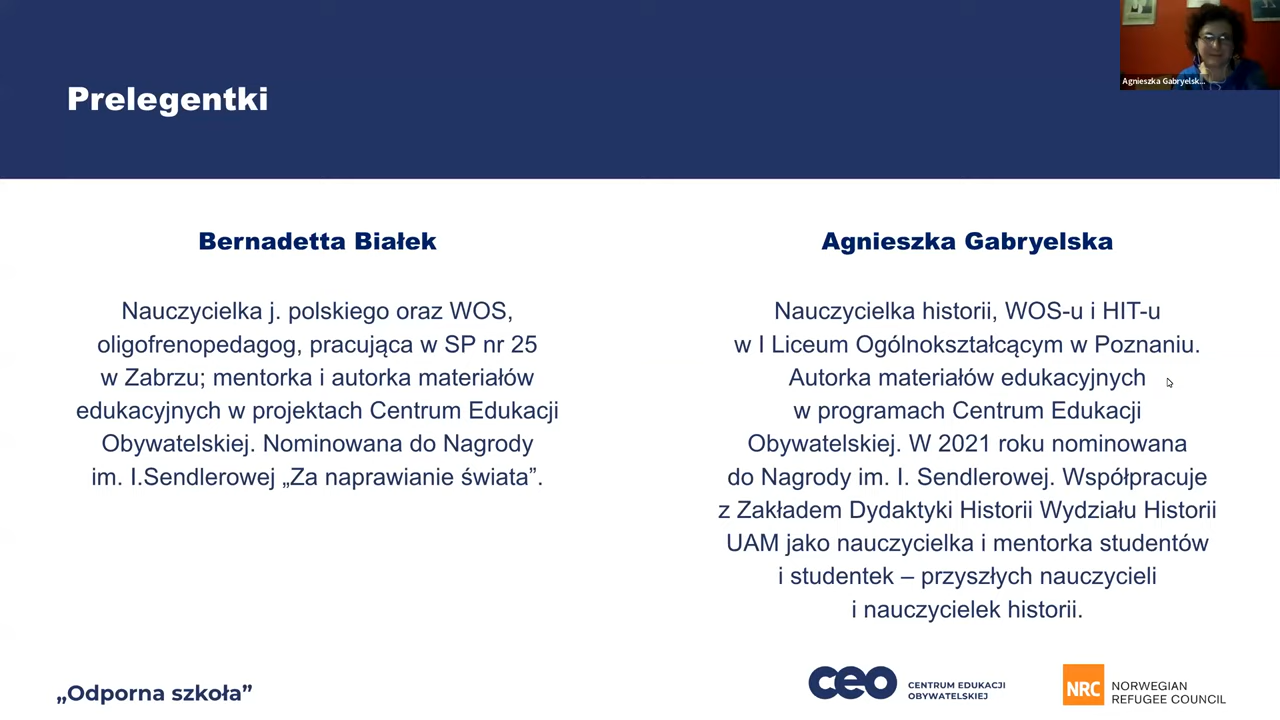 Prelegentki
Agnieszka Gabryelsk...
Bernadetta Białek
Nauczycielka j. polskiego oraz WOS,
oligofrenopedagog, pracująca w SP nr 25
w Zabrzu; mentorka i autorka materiałów
edukacyjnych w projektach Centrum Edukacji
Obywatelskiej. Nominowana do Nagrody
im. I.Sendlerowej „Za naprawianie świata”.
Agnieszka Gabryelska
Nauczycielka historii, WOS-u i HIT-u
w I Liceum Ogólnokształcącym w Poznaniu.
Autorka materiałów edukacyjnych
w programach Centrum Edukacji
Obywatelskiej. W 2021 roku nominowana
do Nagrody im. I. Sendlerowej. Współpracuje
z Zakładem Dydaktyki Historii Wydziału Historii
UAM jako nauczycielka i mentorka studentów
i studentek – przyszłych nauczycieli
i nauczycielek historii.
„Odporna szkoła”
ceo
CENTRUM EDUKACJI
OBYWATELSKIEJ
NRC
NORWEGIAN
REFUGEE COUNCIL